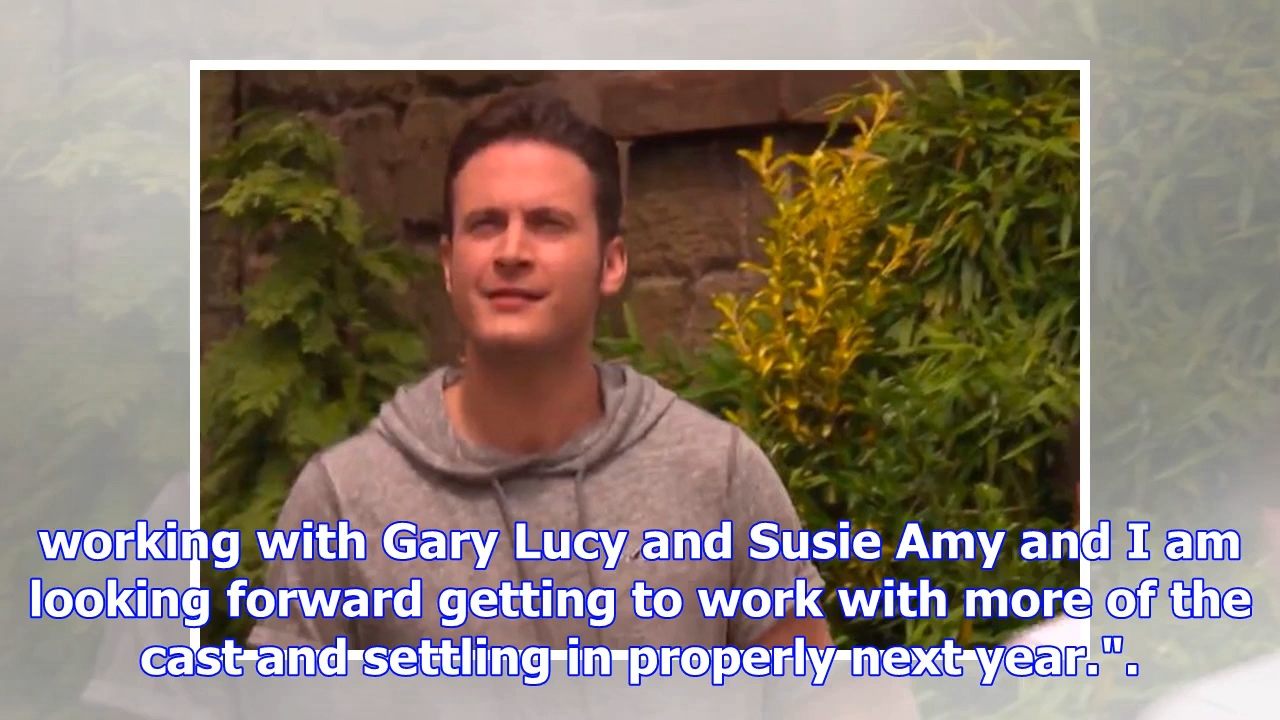 working with Gary Lucy and Susie Amy and I am
looking forward getting to work with more of the
cast and settling in properly next year.".